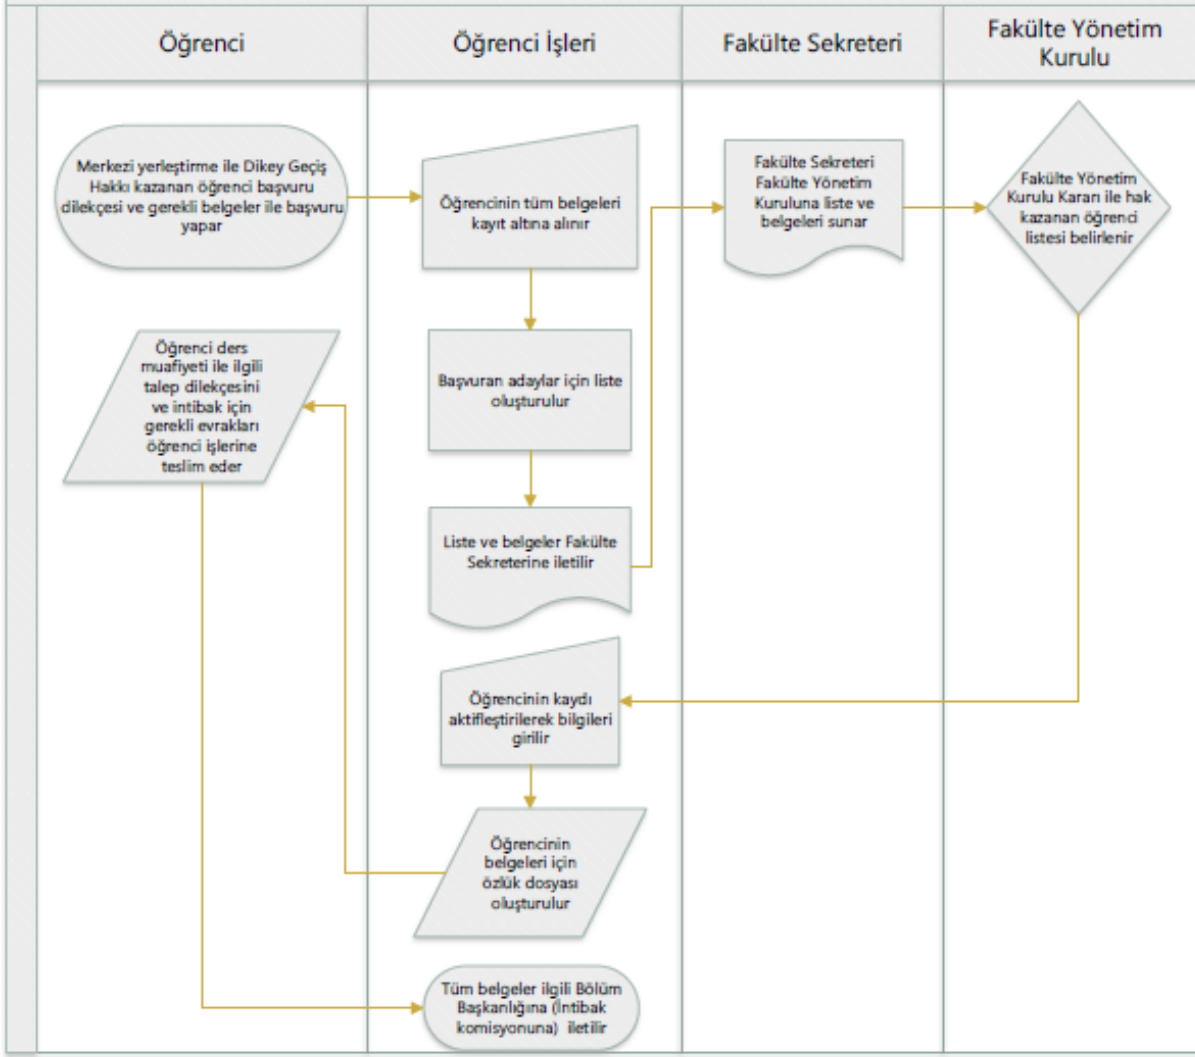 Öğrenci
Öğrenci İşleri
Fakülte Sekreteri
Fakülte Yönetim
Kurulu
Merkezi yerleştirme ile Dikey Geçiş
Hakkı kazanan öğrenci başvuru
dilekçesi ve gerekli belgeler ile başvuru
yapar
Öğrencinin tüm belgeleri
kayıt altına alınır
Başvuran adaylar için liste
oluşturulur
Liste ve belgeler Fakülte
Sekreterine iletilir
Fakülte Sekreteri
Fakülte Yönetim
Kuruluna liste ve
belgeleri sunar
Fakülte Yönetim
Kurulu Kararı ile hak
kazanan öğrenci
listesi belirlenir
Öğrencinin kaydı
aktifleştirilerek bilgileri
girilir
Öğrencinin
belgeleri için
özlük dosyası
oluşturulur
Öğrenci ders
muafiyeti ile ilgili
talep dilekçesini
ve intibak için
gerekli evrakları
öğrenci işlerine
teslim eder
Tüm belgeler ilgili Bölüm
Başkanlığına (İntibak
komisyonuna) iletilir